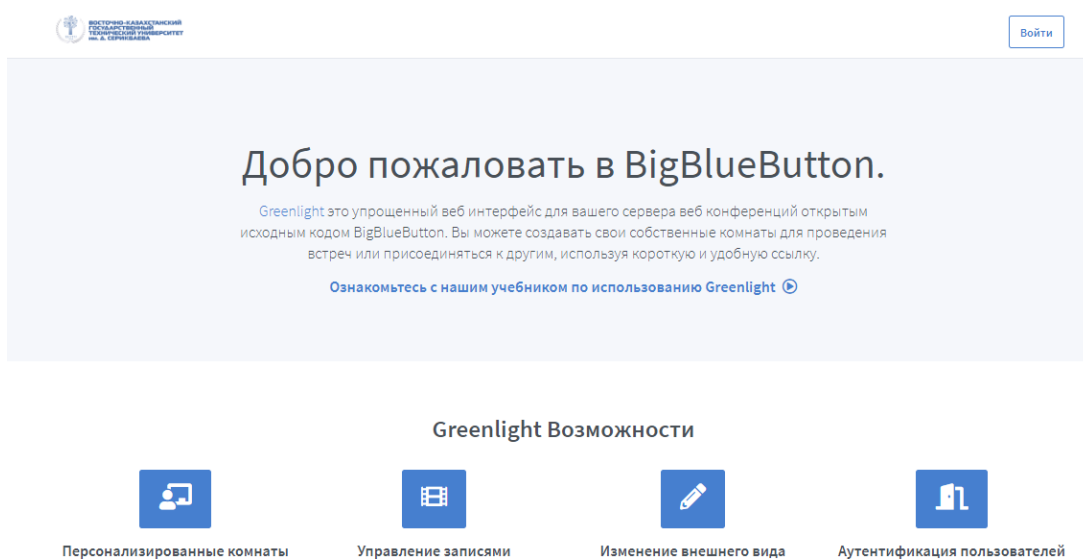 ВОСТОЧНО-КАЗАХСТАНСКИЙ
ГОСУДАРСТВЕННЫЙ
ТЕХНИЧЕСКИЙ УНИВЕРСИТЕТ
им. Д. СЕРИКБАЕВА
Войти
Добро пожаловать в BigBlueButton.
Greenlight это упрощенный веб интерфейс для вашего сервера веб конференций открытым
исходным кодом BigBlueButton. Вы можете создавать свои собственные комнаты для проведения
встреч или присоединяться к другим, используя короткую и удобную ссылку.
Ознакомьтесь с нашим учебником по использованию Greenlight
Greenlight Возможности
Персонализированные комнаты
Управление записями
Изменение внешнего вида
Аутентификация пользователей